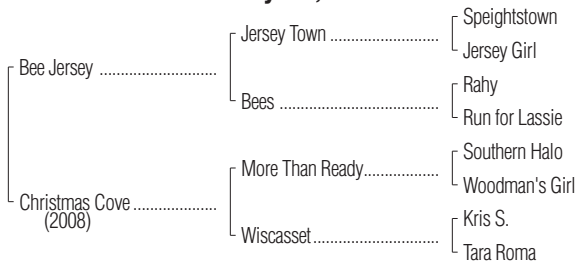 Speightstown
Jersey Town ................................
Jersey Girl
Bee Jersey ...................................
Rahy
Bees ................................................
Run for Lassie
Southern Halo
More Than Ready......................
Woodman's Girl
Christmas Cove .........................
(2008)
Kris S.
Wiscasset......................................
Tara Roma